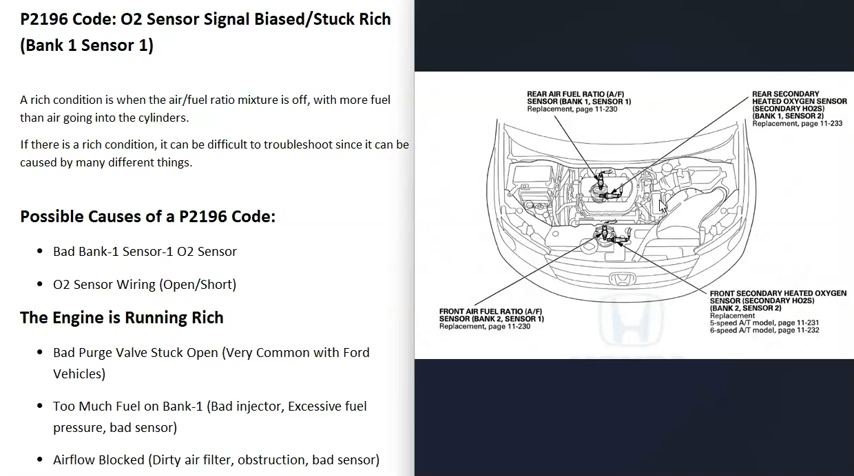 P2196 Code: O2 Sensor Signal Biased/Stuck Rich
(Bank 1 Sensor 1)
A rich condition is when the air/fuel ratio mixture is off, with more fuel
than air going into the cylinders.
If there is a rich condition, it can be difficult to troubleshoot since it can be
caused by many different things.
Possible Causes of a P2196 Code:
• Bad Bank-1 Sensor-1 O2 Sensor
• O2 Sensor Wiring (Open/Short)
The Engine is Running Rich
• Bad Purge Valve Stuck Open (Very Common with Ford
Vehicles)
• Too Much Fuel on Bank-1 (Bad injector, Excessive fuel
pressure, bad sensor)
• Airflow Blocked (Dirty air filter, obstruction, bad sensor)
REAR AIR FUEL RATIO (A/F)
SENSOR (BANK 1, SENSOR 1)
Replacement, page 11-230
REAR SECONDARY
HEATED OXYGEN SENSOR
(SECONDARY HO2S)
(BANK 1, SENSOR 2)
Replacement, page 11-233
FRONT AIR FUEL RATIO (A/F)
SENSOR (BANK 2, SENSOR 1)
Replacement, page 11-230
FRONT SECONDARY HEATED OXYGEN
SENSOR (SECONDARY HO2S)
(BANK 2, SENSOR 2)
Replacement
5-speed A/T model, page 11-231
6-speed A/T model, page 11-232